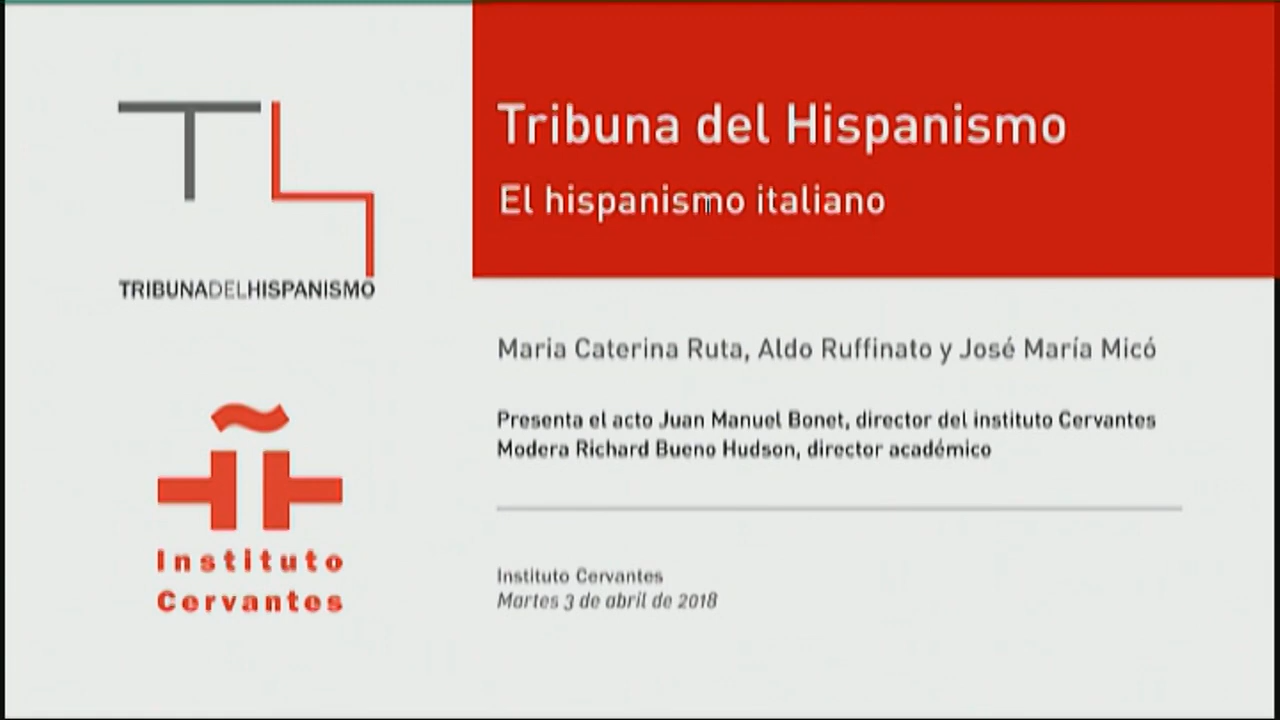 Tribuna del Hispanismo
El hispanismo italiano
TRIBUNADELHISPANISMO
Maria Caterina Ruta, Aldo Ruffinato y José María Micó
Presenta el acto Juan Manuel Bonet, director del instituto Cervantes
Modera Richard Bueno Hudson, director académico
Instituto
Cervantes
Instituto Cervantes
Martes 3 de abril de 2018